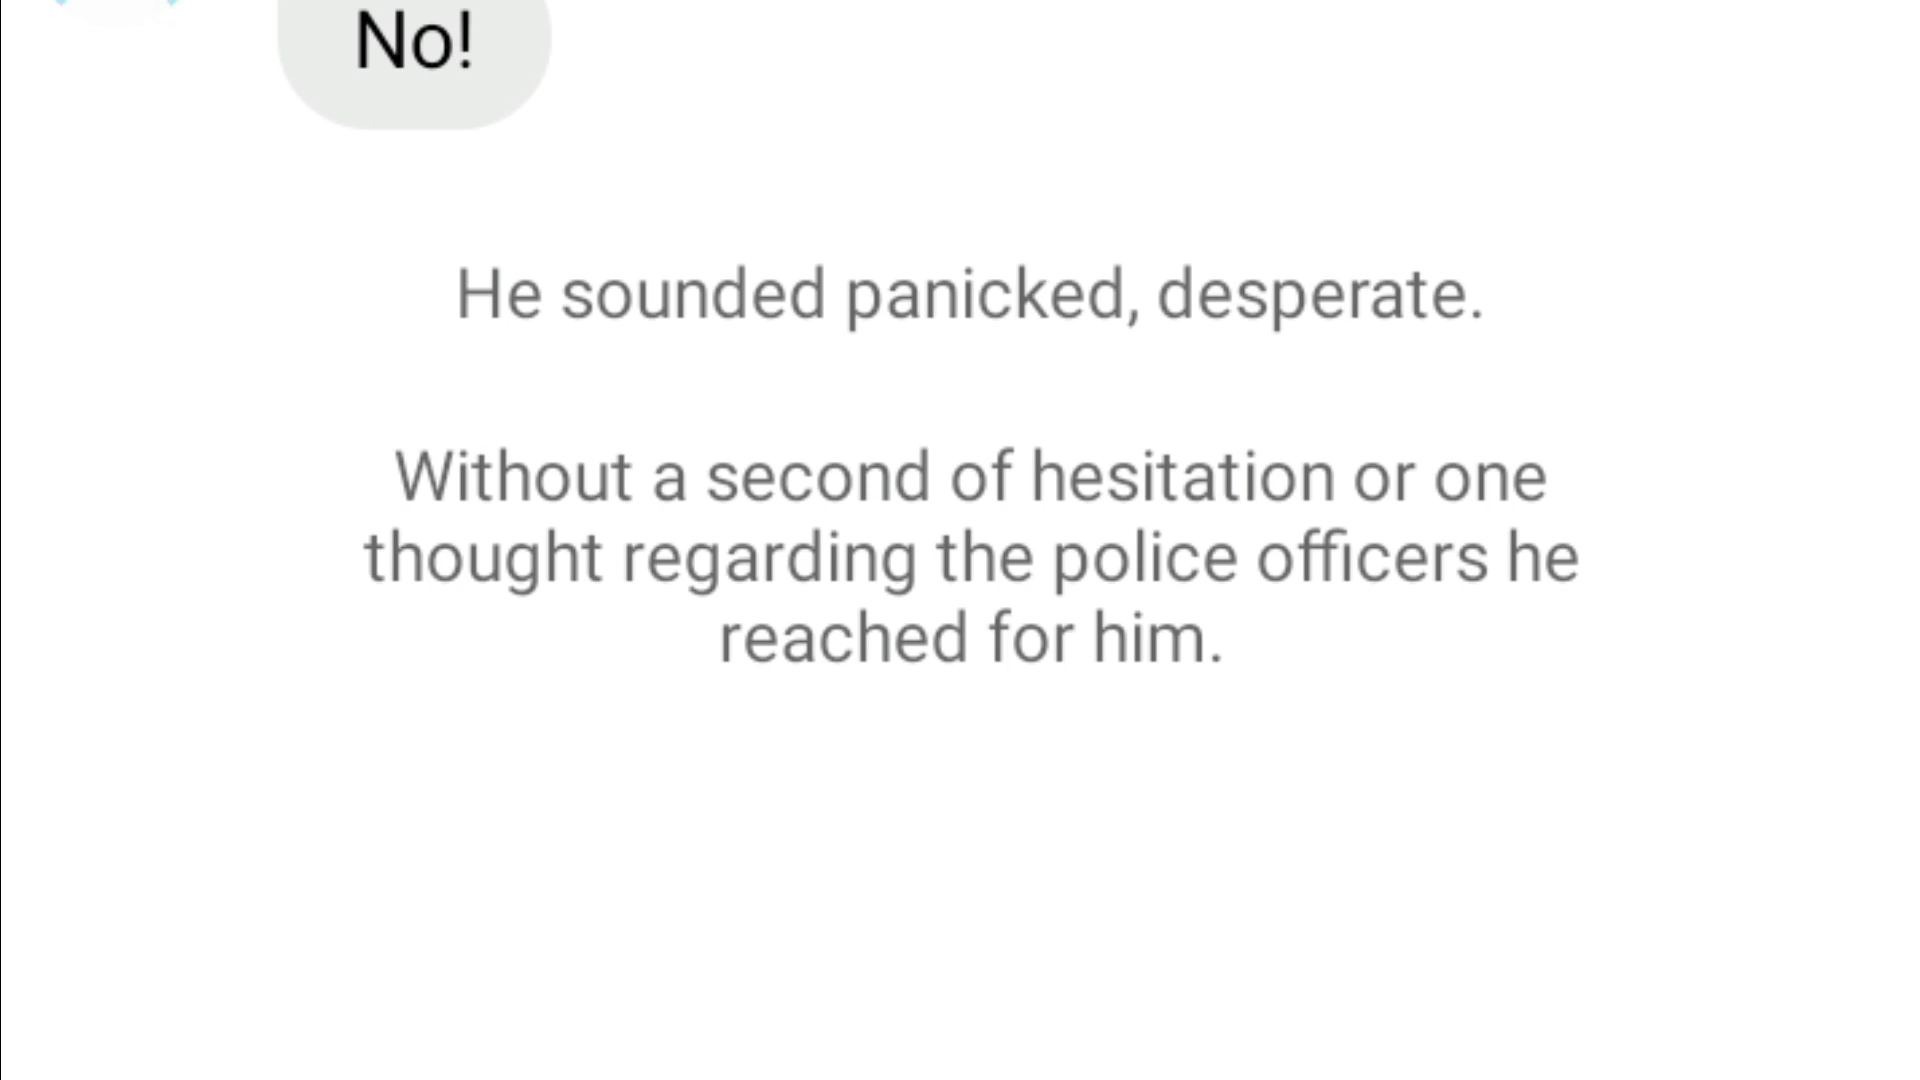 No!
He sounded panicked, desperate.
Without a second of hesitation or one
thought regarding the police officers he
reached for him.